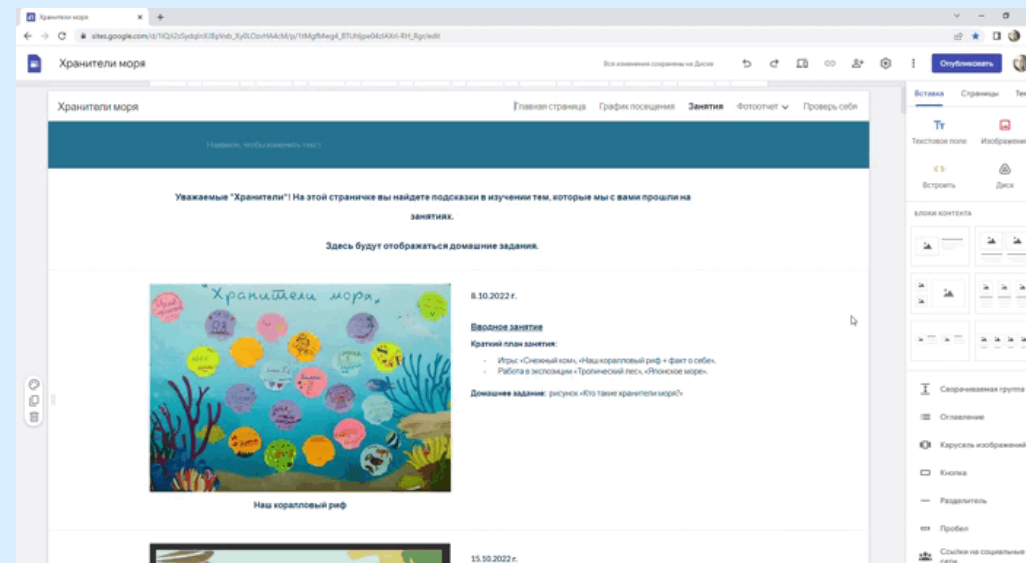 Хранители моря
Хранители моря
Все изменения сохранены на Диске
Опубликовать
Хранители моря
Главная страница
График посещения
Занятия
Фотоотчет
Проверь себя
Нажмите, чтобы изменить текст
Уважаемые "Хранители"! На этой страничке вы найдете подсказки в изучении тем, которые мы с вами прошли на
занятиях.
Здесь будут отображаться домашние задания.
"Хранители моря"
8.10.2022 г.
Вводное занятие
Краткий план занятия:
- Игры: «Снежный ком», «Наш коралловый риф + факт о себе».
- Работа в экспозиции «Тропический лес», «Японское море».
Домашнее задание: рисунок «Кто такие хранители моря?»
Наш коралловый риф
15.10.2022 г.
Вставка
Страницы
Тт
Текстовое поле
Изображения
Встроить
Диск
БЛОКИ КОНТЕНТА
Сворачиваемая группа
Оглавление
Карусель изображений
Кнопка
Разделитель
Пробел
Ссылки на социальные
сети